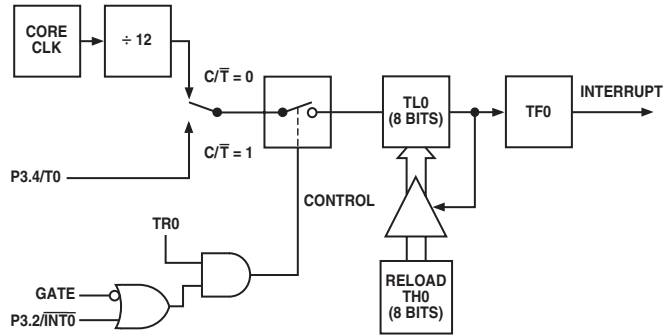 CORE
CLK
÷ 12
C/T̅ = 0
TL0
(8 BITS)
TF0
INTERRUPT
C/T̅ = 1
P3.4/T0
CONTROL
TR0
GATE
P3.2/I̅N̅T̅0̅
RELOAD
TH0
(8 BITS)